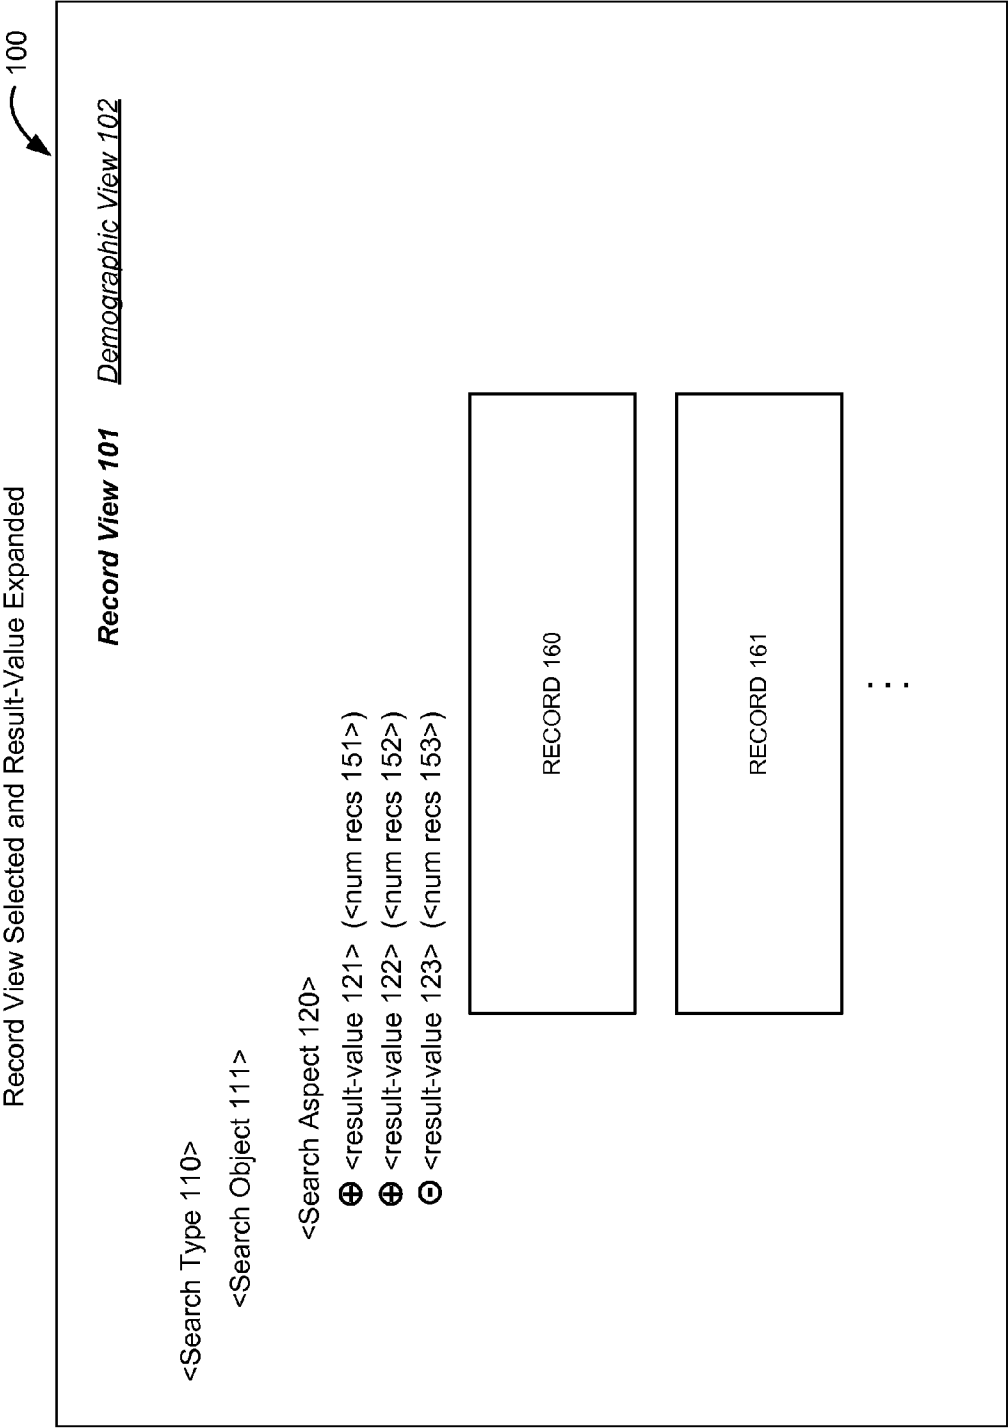 Record View Selected and Result-Value Expanded
100
Record View 101 Demographic View 102
<Search Type 110>
<Search Object 111>
<Search Aspect 120>
⊕ <result-value 121> (<num recs 151>)
⊕ <result-value 122> (<num recs 152>)
⊖ <result-value 123> (<num recs 153>)
RECORD 160
RECORD 161
. . .